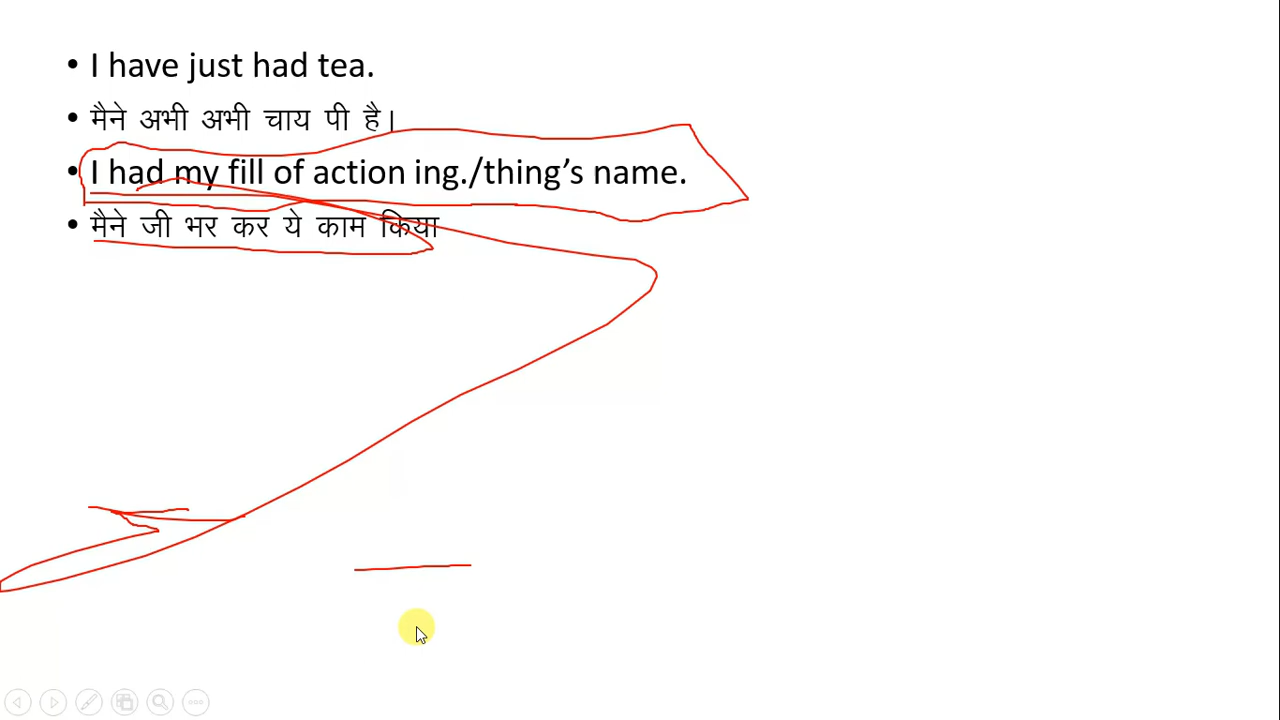 • I have just had tea.
• मैने अभी अभी चाय पी है।
• I had my fill of action ing./thing's name.
• मैने जी भर कर ये काम किया